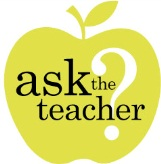 ask the
teacher
?